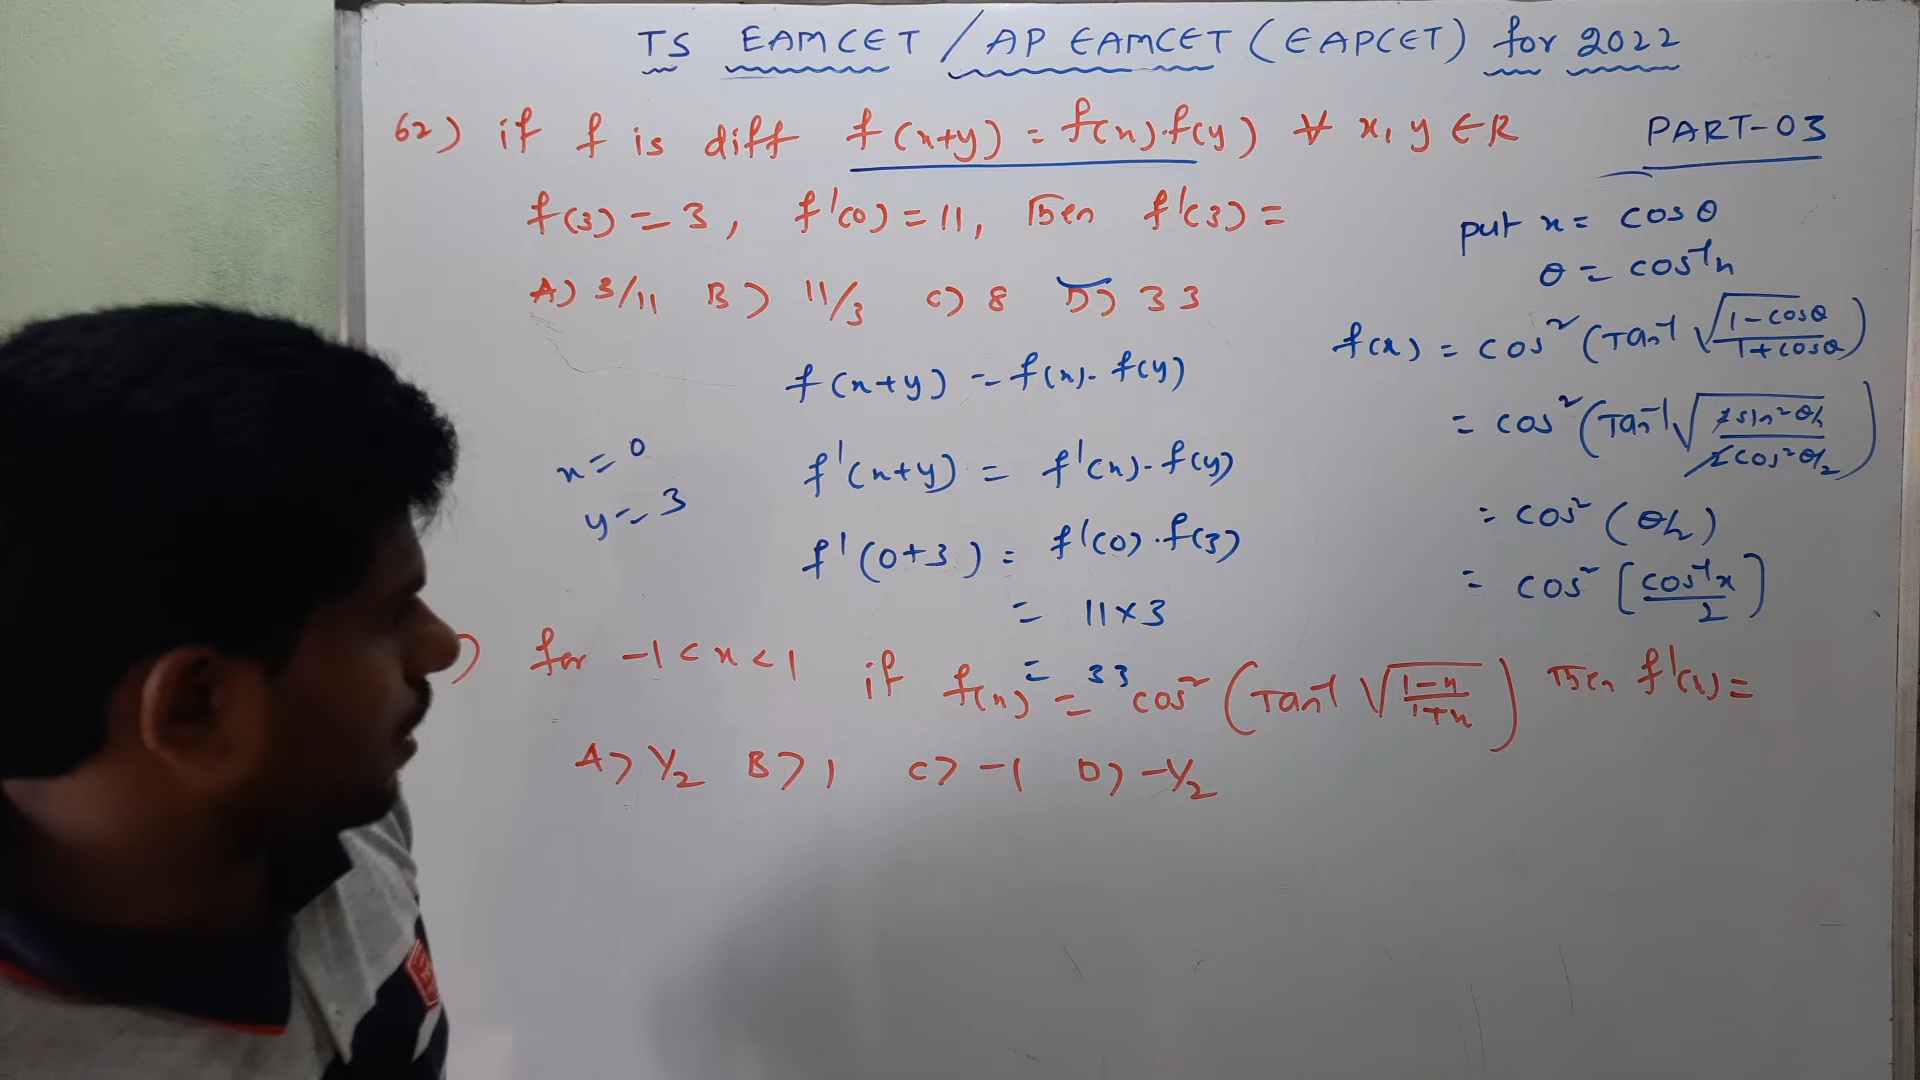 TS EAMCET / AP EAMCET (EAPCET) for 2022
PART-03
62) if f is diff f(x+y) = f(x).f(y) ∀ x, y ∈ R
f(3) = 3, f'(0) = 11, Then f'(3) =
A) 3/11 B) 11/3 C) 8 D) 33
f(x+y) = f(x). f(y)
x = 0
y = 3
f'(x+y) = f'(x). f(y)
f'(0+3) = f'(0).f(3)
= 11×3
= 33
put x = cosθ
θ = cos⁻¹x
f(x) = cos²(Tan⁻¹ √((1-cosθ)/(1+cosθ)))
= cos²(Tan⁻¹ √((2sin²θ/2)/(2cos²θ/2)))
= cos²(θ/2)
= cos²[cos⁻¹x/2]
) for -1<x<1 if f(x) = cos²(Tan⁻¹ √((1-x)/(1+x))) Then f'(x) =
A) 1/2 B) 1 C) -1 D) -1/2